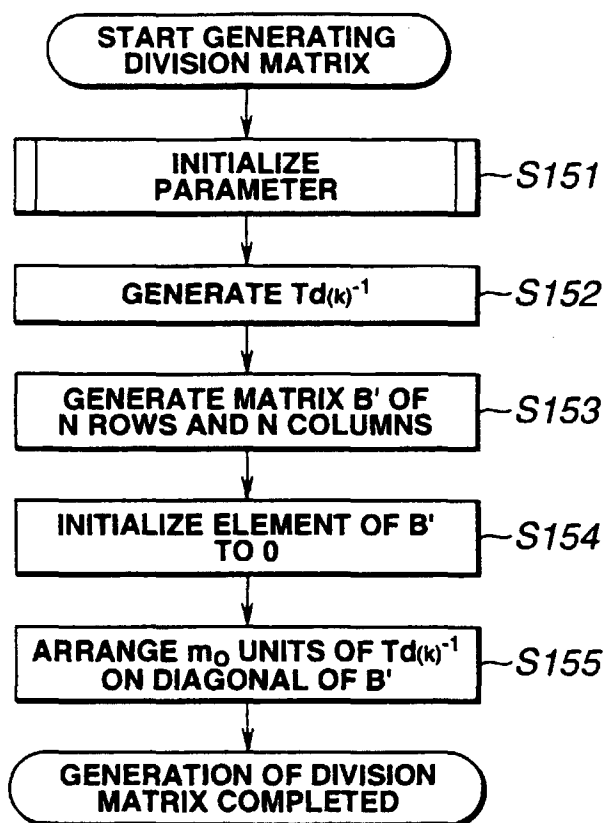 START GENERATING
DIVISION MATRIX
INITIALIZE
PARAMETER
S151
GENERATE Td(k)⁻¹
S152
GENERATE MATRIX B' OF
N ROWS AND N COLUMNS
S153
INITIALIZE ELEMENT OF B'
TO 0
S154
ARRANGE m₀ UNITS OF Td(k)⁻¹
ON DIAGONAL OF B'
S155
GENERATION OF DIVISION
MATRIX COMPLETED